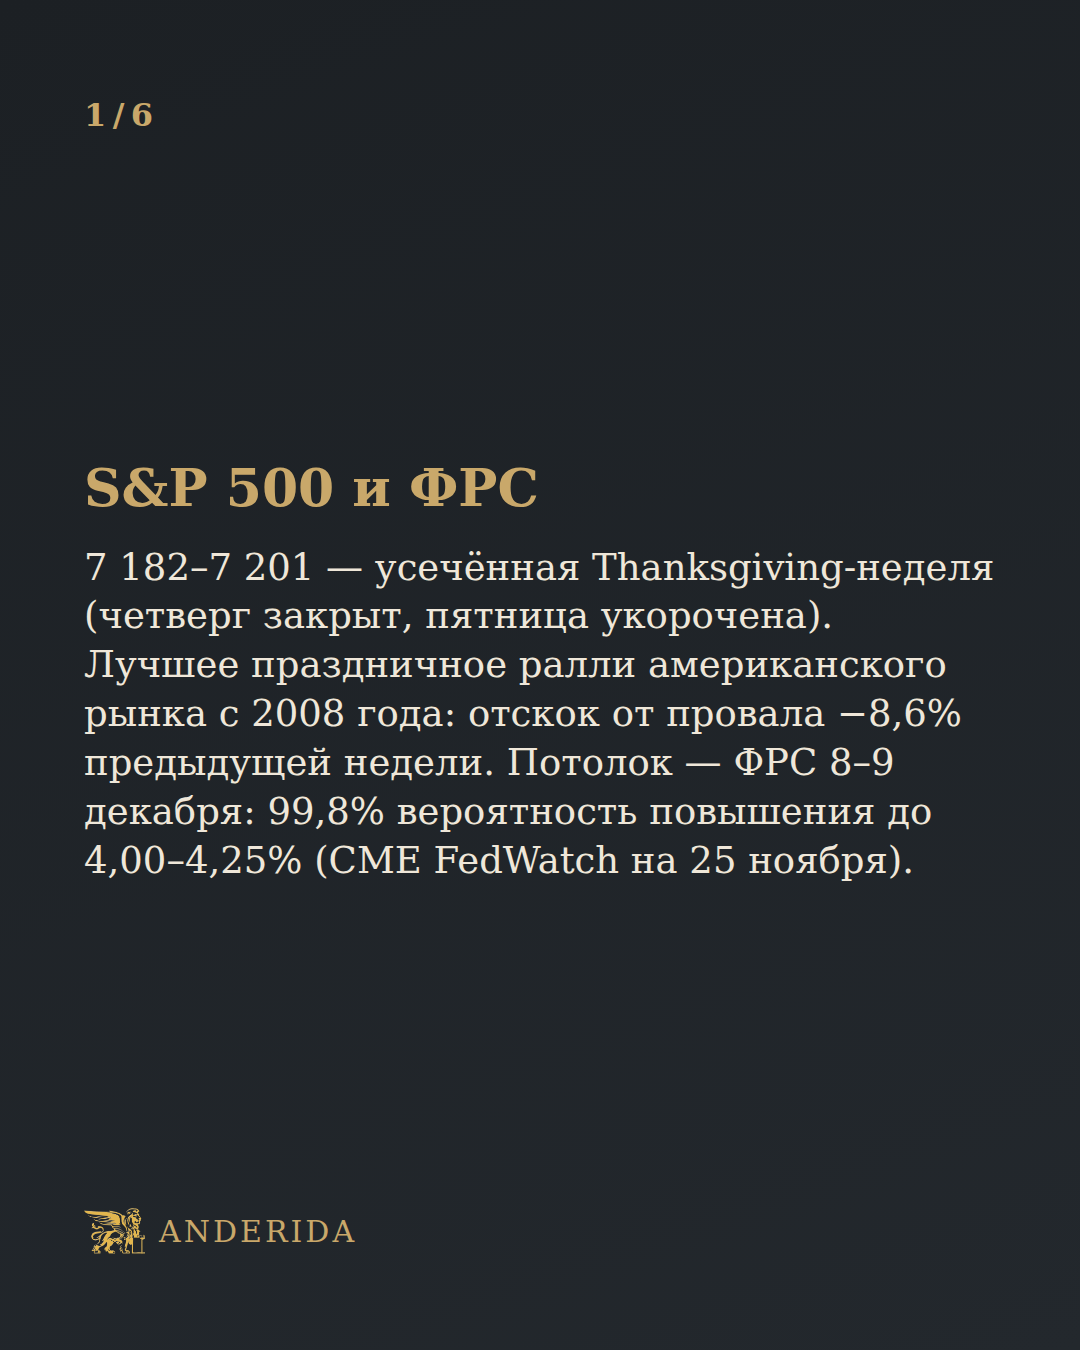 1/6
S&P 500 и ФРС
7 182–7 201 — усечённая Thanksgiving-неделя
(четверг закрыт, пятница укорочена).
Лучшее праздничное ралли американского
рынка с 2008 года: отскок от провала −8,6%
предыдущей недели. Потолок — ФРС 8–9
декабря: 99,8% вероятность повышения до
4,00–4,25% (CME FedWatch на 25 ноября).
ANDERIDA